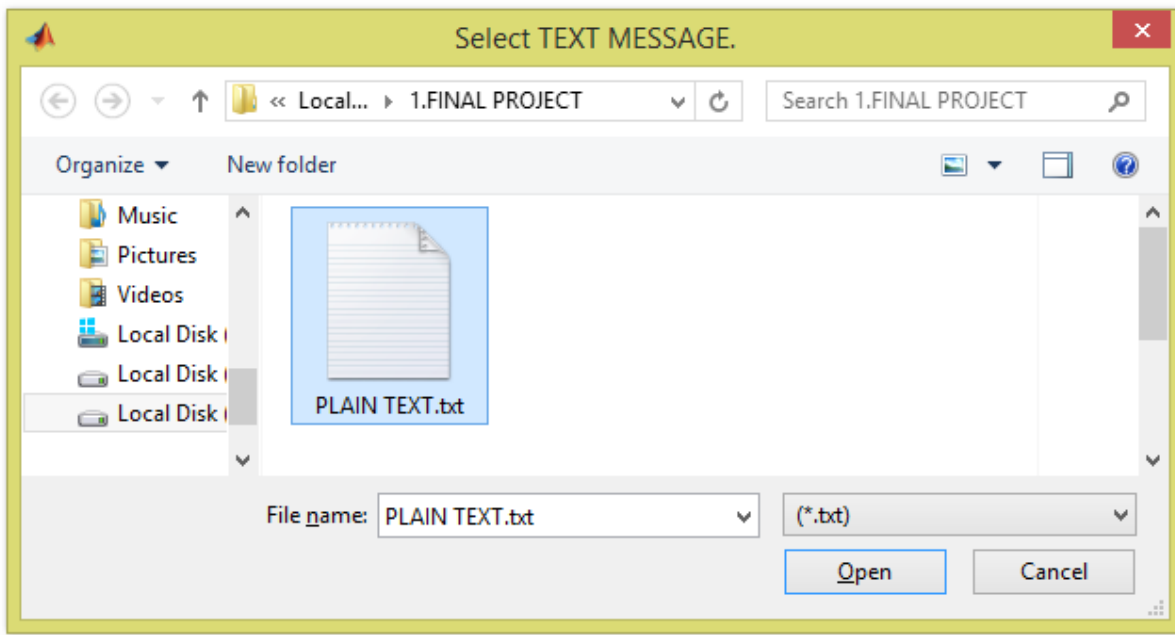 Select TEXT MESSAGE.
« Local... 1.FINAL PROJECT
Search 1.FINAL PROJECT
Organize
New folder
Music
Pictures
Videos
Local Disk (
Local Disk (
Local Disk (
PLAIN TEXT.txt
File name: PLAIN TEXT.txt
(*.txt)
Open
Cancel